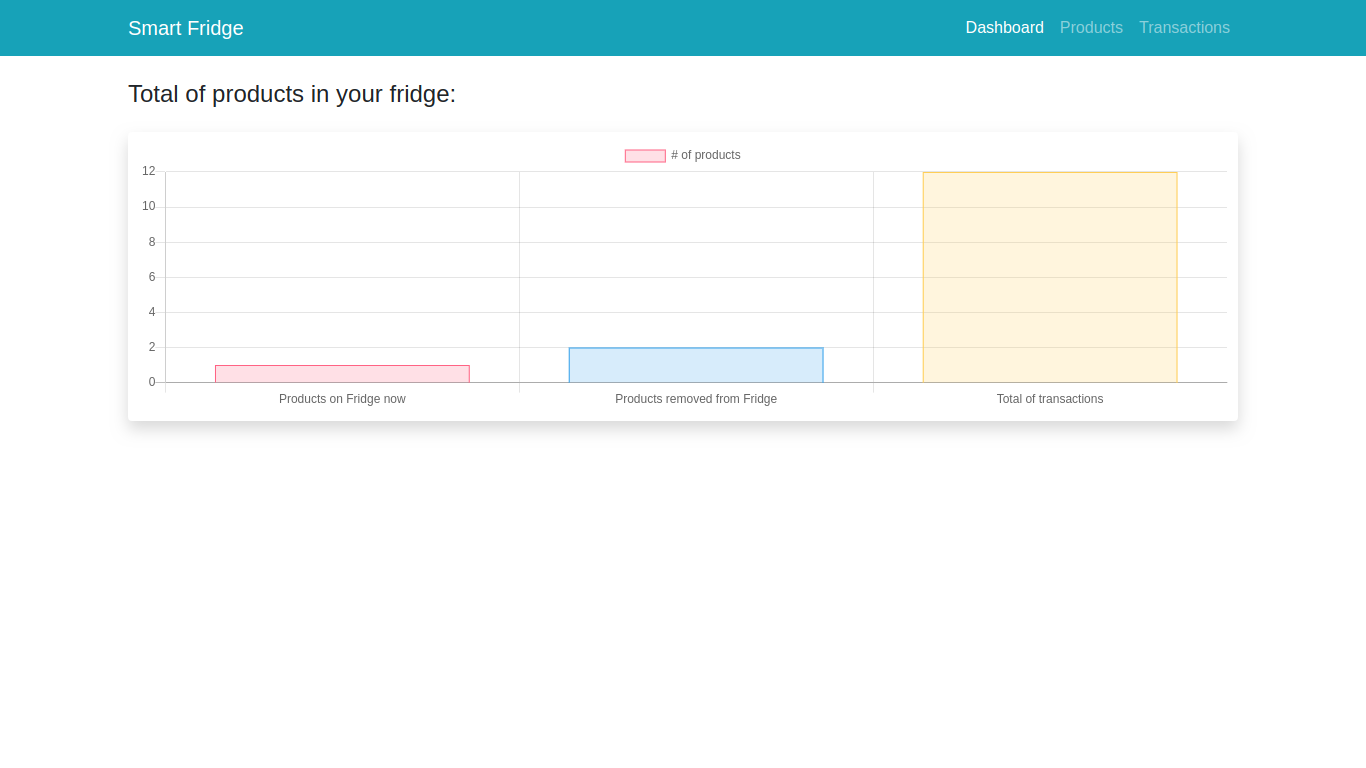 Smart Fridge
Dashboard Products Transactions
Total of products in your fridge:
# of products
12
10
8
6
4
2
0
Products on Fridge now
Products removed from Fridge
Total of transactions